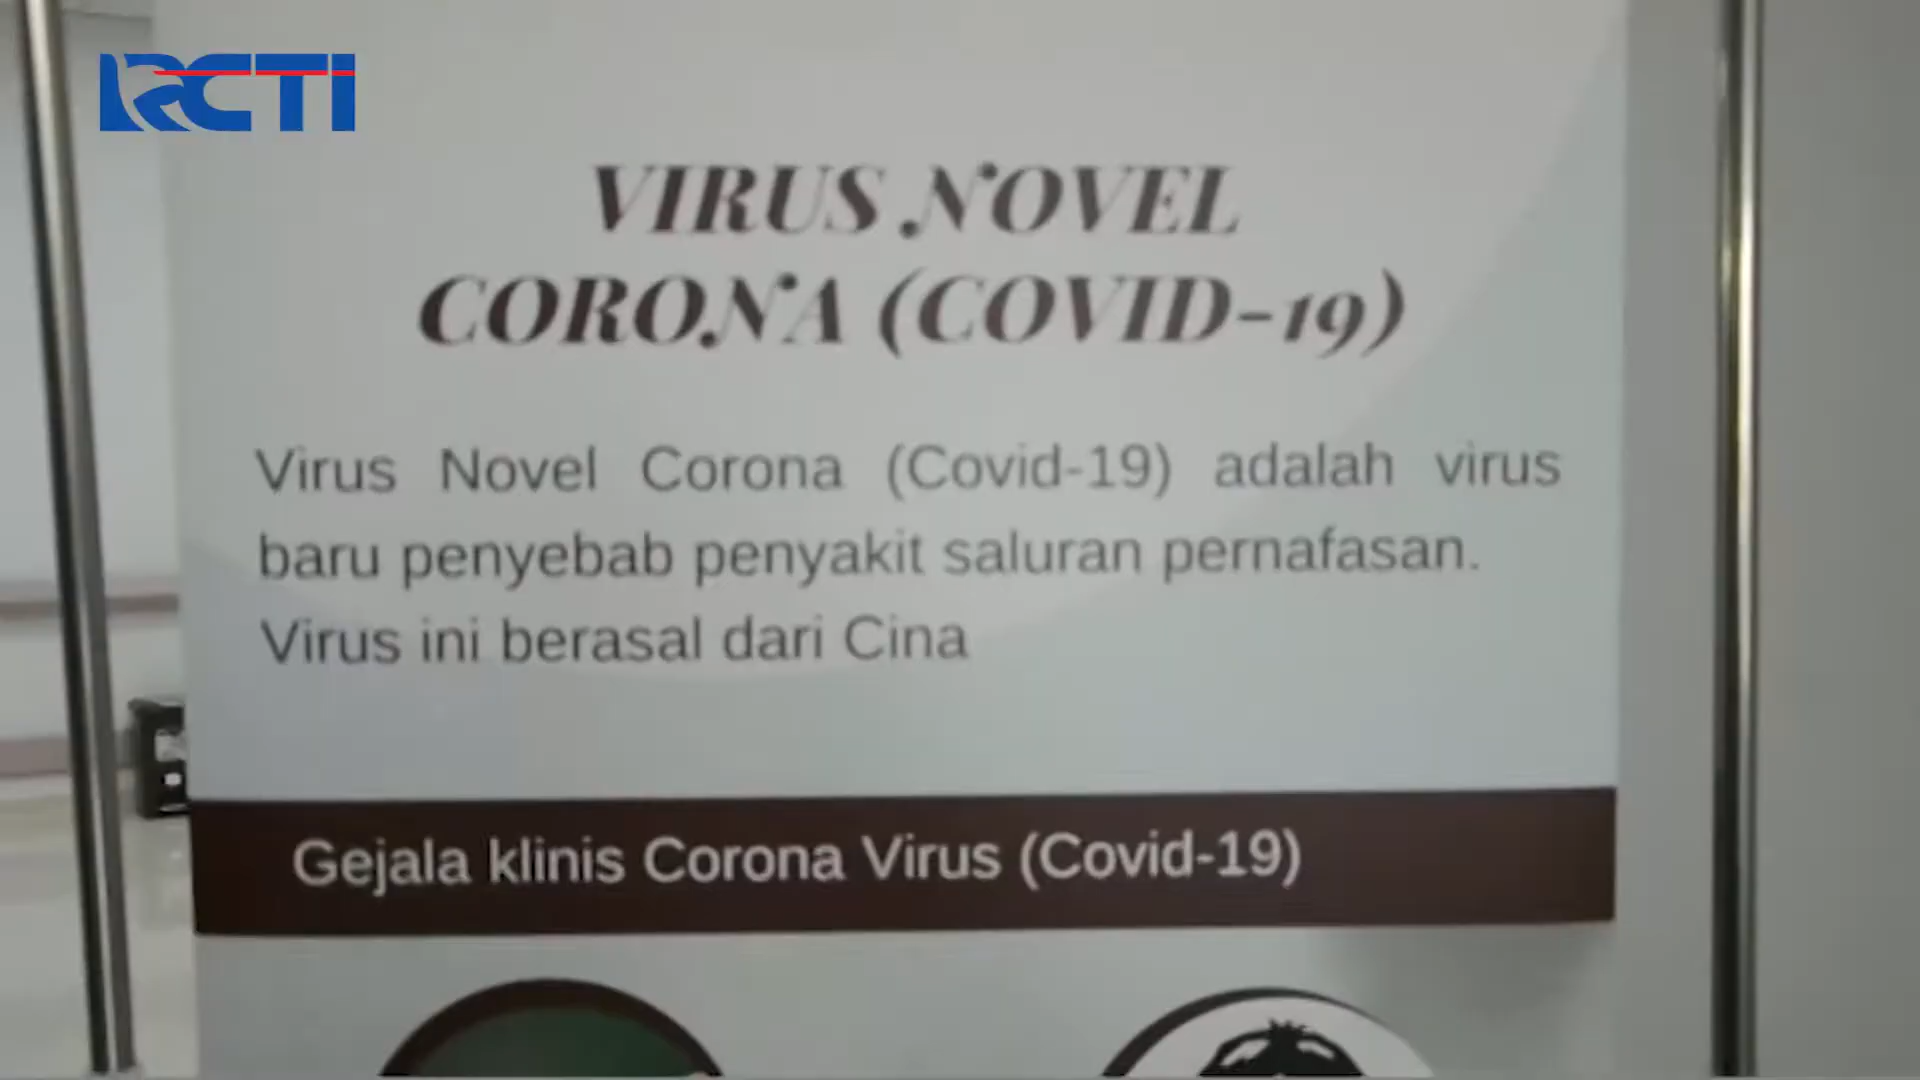 RCTI
VIRUS NOVEL
CORONA (COVID-19)
Virus Novel Corona (Covid-19) adalah virus
baru penyebab penyakit saluran pernafasan.
Virus ini berasal dari Cina
Gejala klinis Corona Virus (Covid-19)